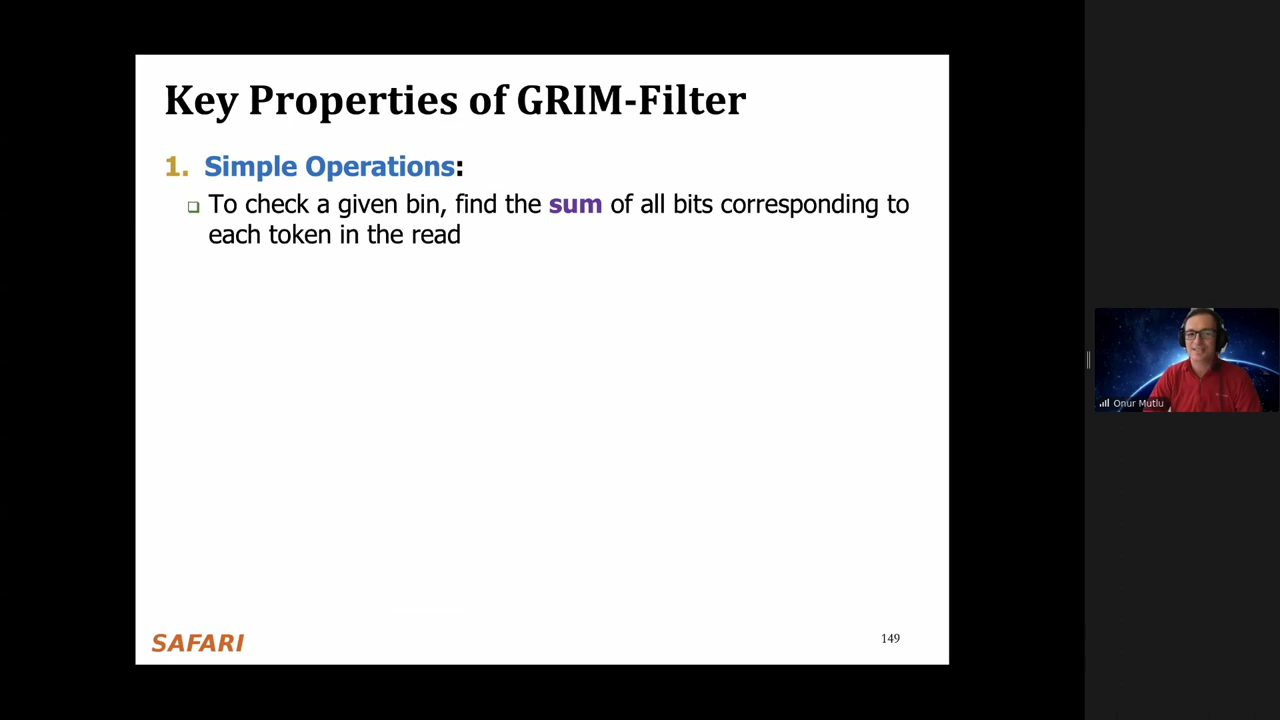 Key Properties of GRIM-Filter
1. Simple Operations:
❑ To check a given bin, find the sum of all bits corresponding to
each token in the read
SAFARI
149
Onur Mutlu